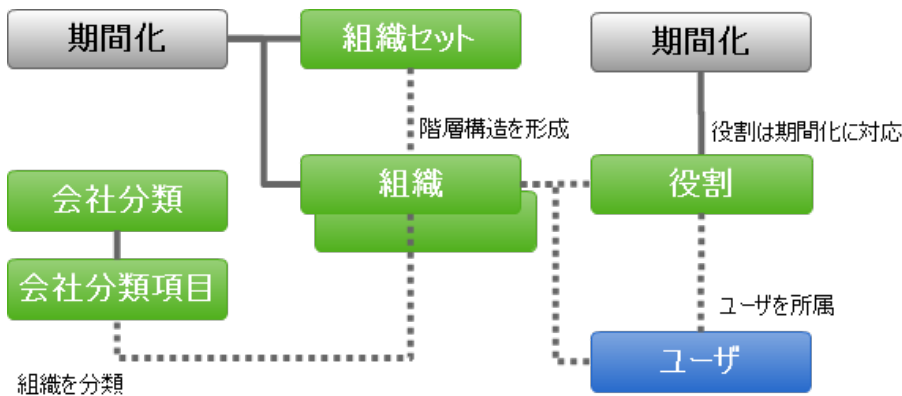 期間化
組織セット
期間化
階層構造を形成
役割は期間化に対応
会社分類
組織
役割
会社分類項目
ユーザを所属
ユーザ
組織を分類